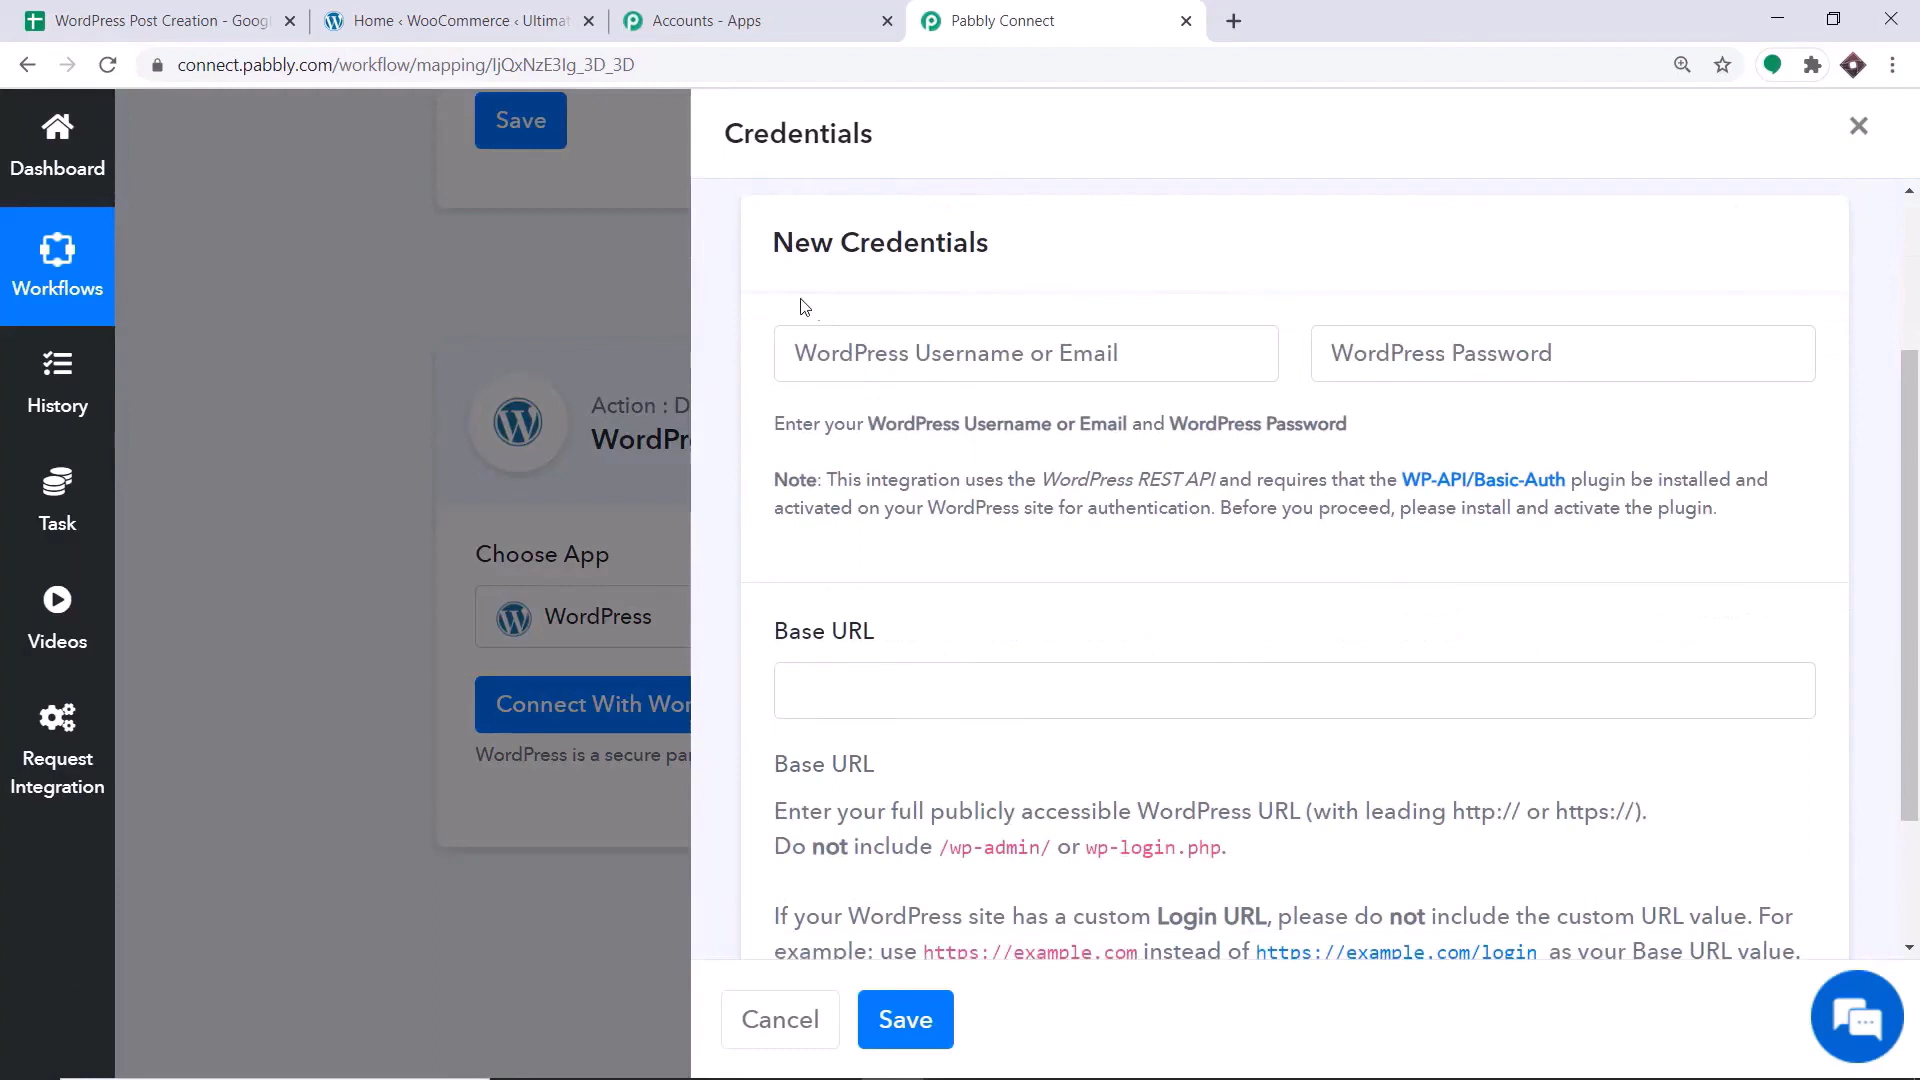 WordPress Post Creation - Googl
Home ‹ WooCommerce ‹ Ultimat
Accounts - Apps
Pabbly Connect
connect.pabbly.com/workflow/mapping/IjQxNzE3Ig_3D_3D
Dashboard
Workflows
History
Task
Videos
Request
Integration
Save
Action : D
WordPre
Choose App
WordPress
Connect With Wor
WordPress is a secure par
Credentials
New Credentials
WordPress Username or Email
WordPress Password
Enter your WordPress Username or Email and WordPress Password
Note: This integration uses the WordPress REST API and requires that the WP-API/Basic-Auth plugin be installed and
activated on your WordPress site for authentication. Before you proceed, please install and activate the plugin.
Base URL
Base URL
Enter your full publicly accessible WordPress URL (with leading http:// or https://).
Do not include /wp-admin/ or wp-login.php.
If your WordPress site has a custom Login URL, please do not include the custom URL value. For
example: use https://example.com instead of https://example.com/login as your Base URL value.
Cancel
Save